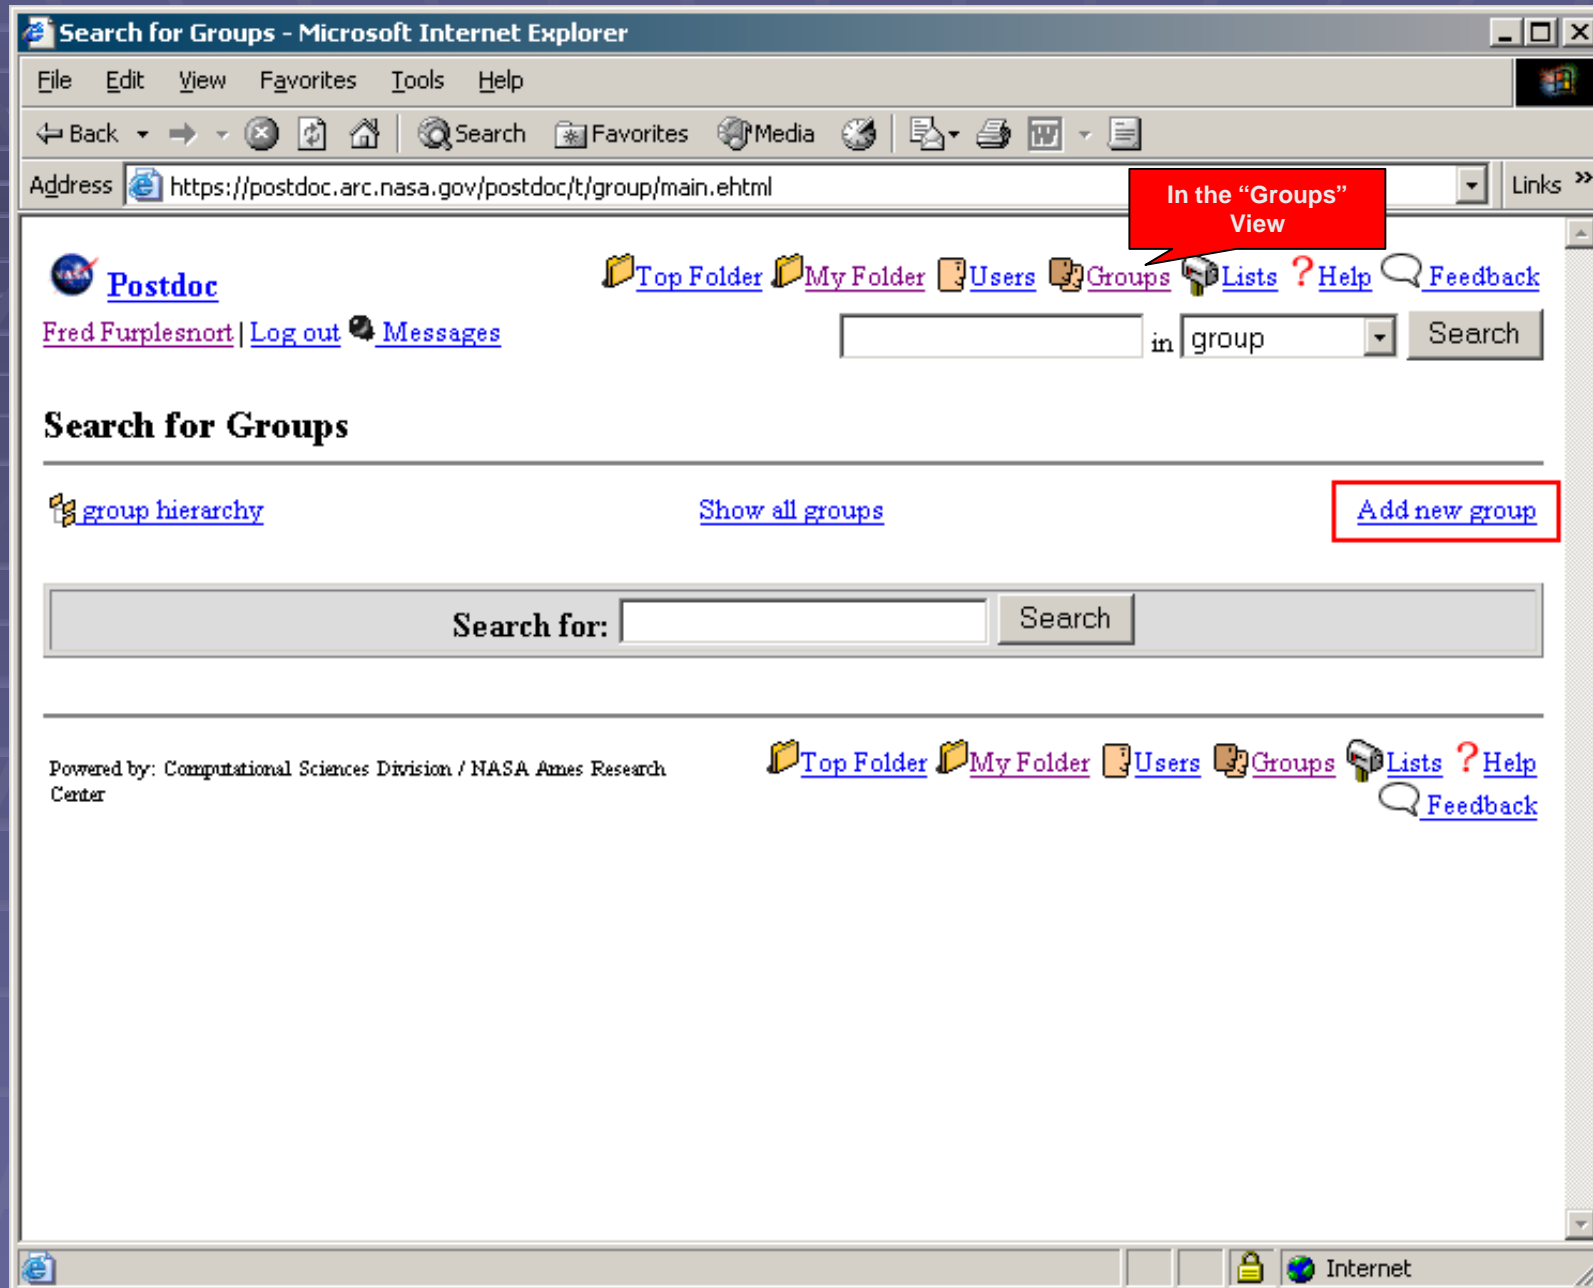 Search for Groups - Microsoft Internet Explorer
File Edit View Favorites Tools Help
Back Search Favorites Media
Address https://postdoc.arc.nasa.gov/postdoc/t/group/main.ehtml Links »
In the “Groups”
View
Postdoc Top Folder My Folder Users Groups Lists ? Help Feedback
Fred Furplesnort | Log out Messages in group Search
Search for Groups
group hierarchy Show all groups Add new group
Search for: Search
Powered by: Computational Sciences Division / NASA Ames Research
Center
Top Folder My Folder Users Groups Lists ? Help
Feedback
Internet